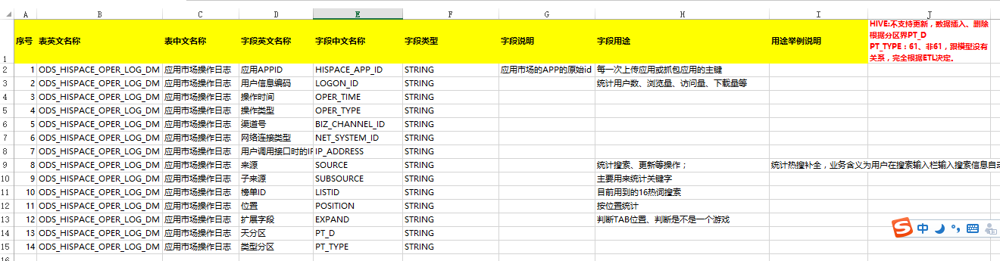 A B C D E F G H I J
1 序号 表英文名称 表中文名称 字段英文名称 字段中文名称 字段类型 字段说明 字段用途 用途举例说明
HIVE:不支持更新，数据插入、删除
根据分区界PT_D
PT_TYPE：61、非61，跟模型没有
关系，完全根据ETL决定。
2 1 ODS_HISPACE_OPER_LOG_DM 应用市场操作日志 应用APPID HISPACE_APP_ID STRING 应用市场的APP的原始id 每一次上传应用或抓包应用的主键
3 2 ODS_HISPACE_OPER_LOG_DM 应用市场操作日志 用户信息编码 LOGON_ID STRING 统计用户数、浏览量、访问量、下载量等
4 3 ODS_HISPACE_OPER_LOG_DM 应用市场操作日志 操作时间 OPER_TIME STRING
5 4 ODS_HISPACE_OPER_LOG_DM 应用市场操作日志 操作类型 OPER_TYPE STRING
6 5 ODS_HISPACE_OPER_LOG_DM 应用市场操作日志 渠道号 BIZ_CHANNEL_ID STRING
7 6 ODS_HISPACE_OPER_LOG_DM 应用市场操作日志 网络连接类型 NET_SYSTEM_ID STRING
8 7 ODS_HISPACE_OPER_LOG_DM 应用市场操作日志 用户调用接口时的IP IP_ADDRESS STRING
9 8 ODS_HISPACE_OPER_LOG_DM 应用市场操作日志 来源 SOURCE STRING 统计搜索、更新等操作； 统计热搜补全，业务含义为用户在搜索输入栏输入搜索信息自动
10 9 ODS_HISPACE_OPER_LOG_DM 应用市场操作日志 子来源 SUBSOURCE STRING 主要用来统计关键字
11 10 ODS_HISPACE_OPER_LOG_DM 应用市场操作日志 榜单ID LISTID STRING 目前用到的16热词搜索
12 11 ODS_HISPACE_OPER_LOG_DM 应用市场操作日志 位置 POSITION STRING 按位置统计
13 12 ODS_HISPACE_OPER_LOG_DM 应用市场操作日志 扩展字段 EXPAND STRING 判断TAB位置、判断是不是一个游戏
14 13 ODS_HISPACE_OPER_LOG_DM 应用市场操作日志 天分区 PT_D STRING
15 14 ODS_HISPACE_OPER_LOG_DM 应用市场操作日志 类型分区 PT_TYPE STRING
S 中